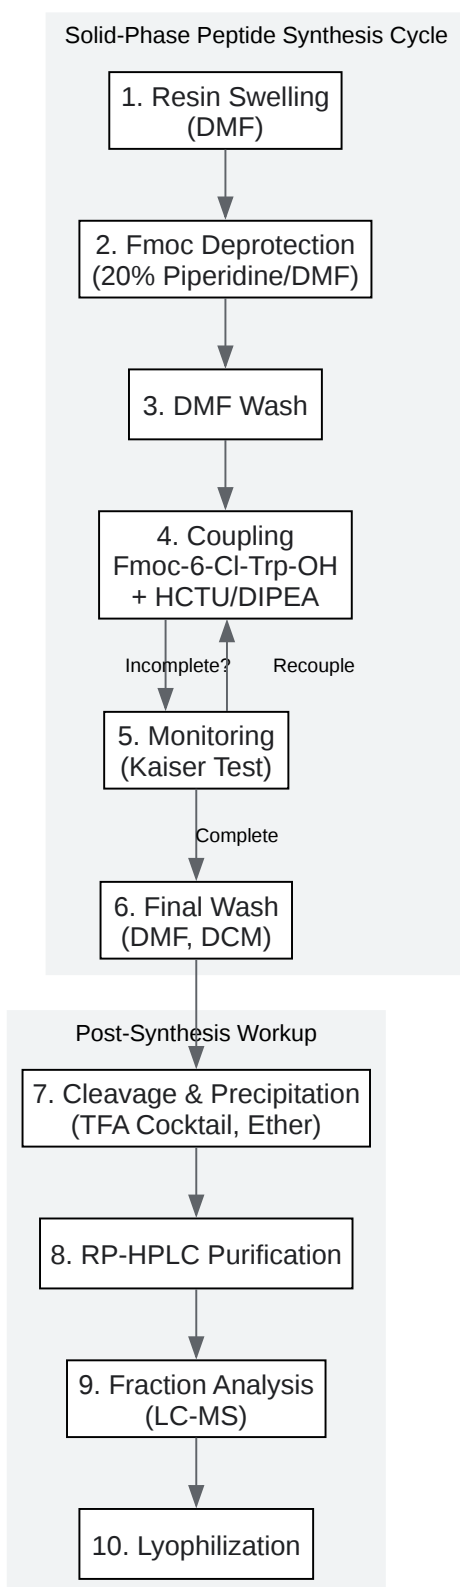 Solid-Phase Peptide Synthesis Cycle
1. Resin Swelling
(DMF)
2. Fmoc Deprotection
(20% Piperidine/DMF)
3. DMF Wash
4. Coupling
Fmoc-6-Cl-Trp-OH
+ HCTU/DIPEA
Incomplete?
Recouple
5. Monitoring
(Kaiser Test)
Complete
6. Final Wash
(DMF, DCM)
Post-Synthesis Workup
7. Cleavage & Precipitation
(TFA Cocktail, Ether)
8. RP-HPLC Purification
9. Fraction Analysis
(LC-MS)
10. Lyophilization